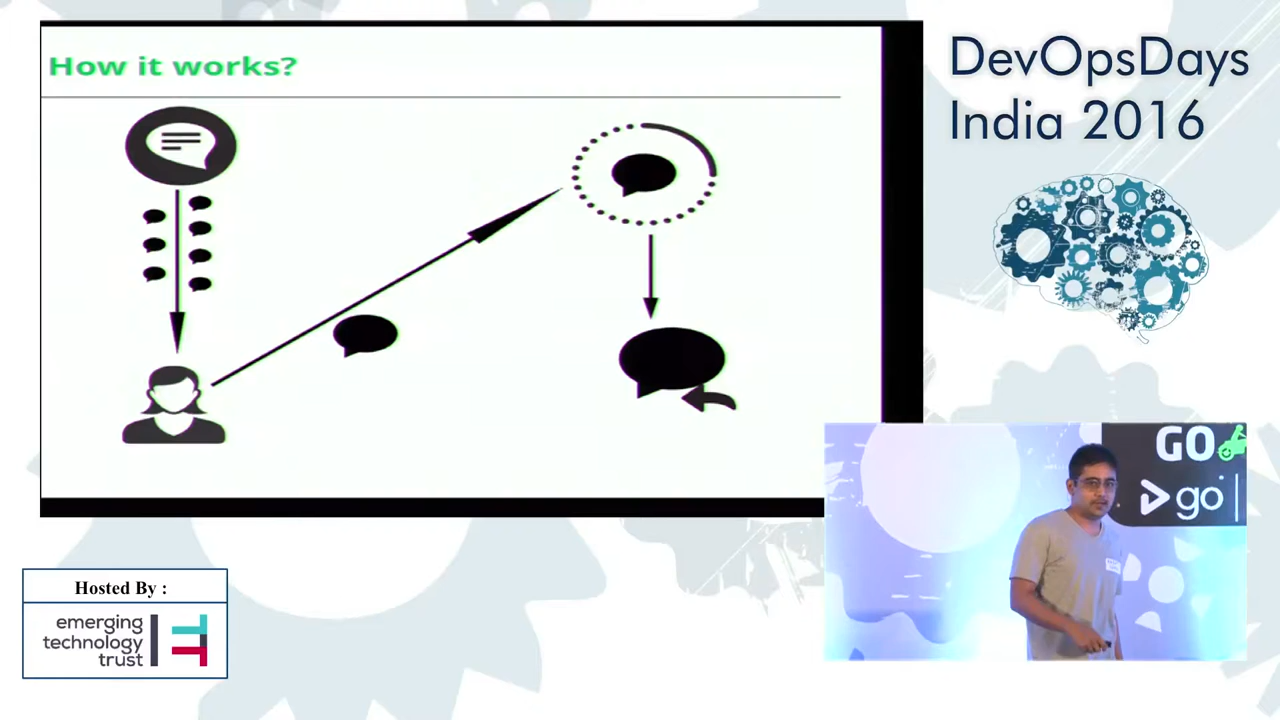 How it works?
DevOpsDays
India 2016
GO
go
Hosted By :
emerging
technology
trust